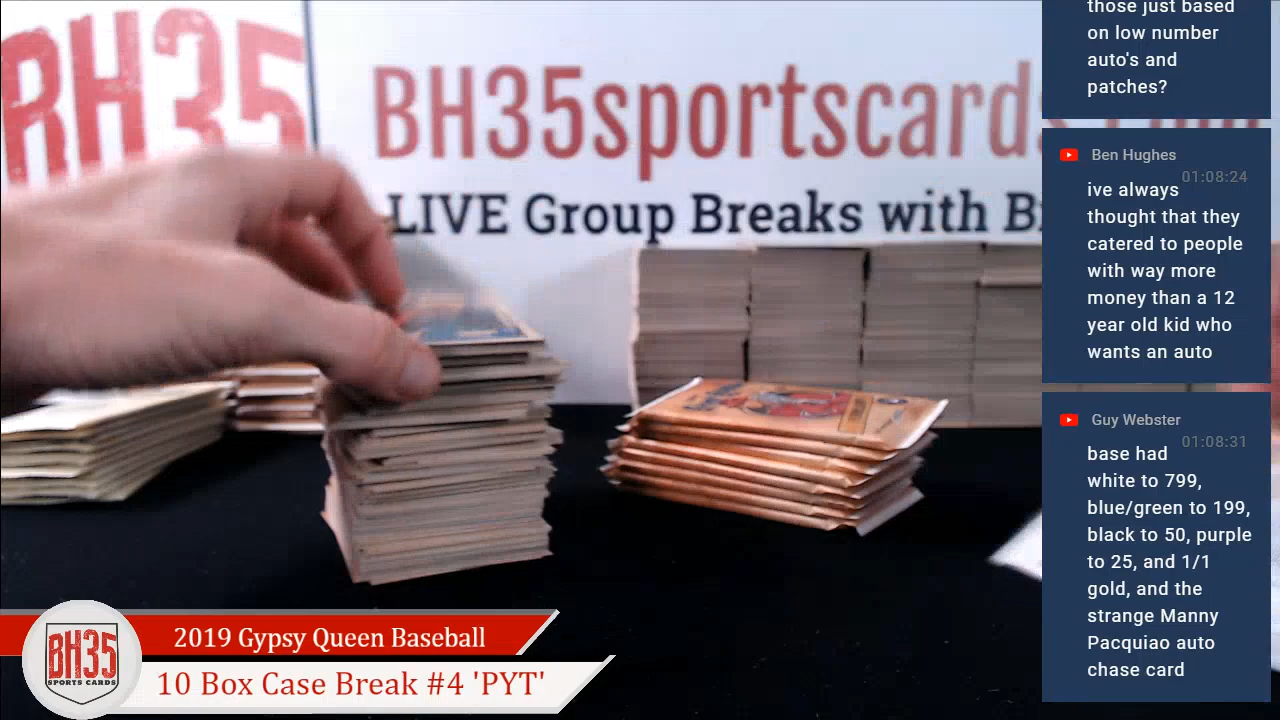 BH35
BH35sportscards
LIVE Group Breaks with B
those just based
on low number
auto's and
patches?
Ben Hughes
01:08:24
ive always
thought that they
catered to people
with way more
money than a 12
year old kid who
wants an auto
Guy Webster
01:08:31
base had
white to 799,
blue/green to 199,
black to 50, purple
to 25, and 1/1
gold, and the
strange Manny
Pacquiao auto
chase card
BH35
SPORTS CARDS
2019 Gypsy Queen Baseball
10 Box Case Break #4 'PYT'